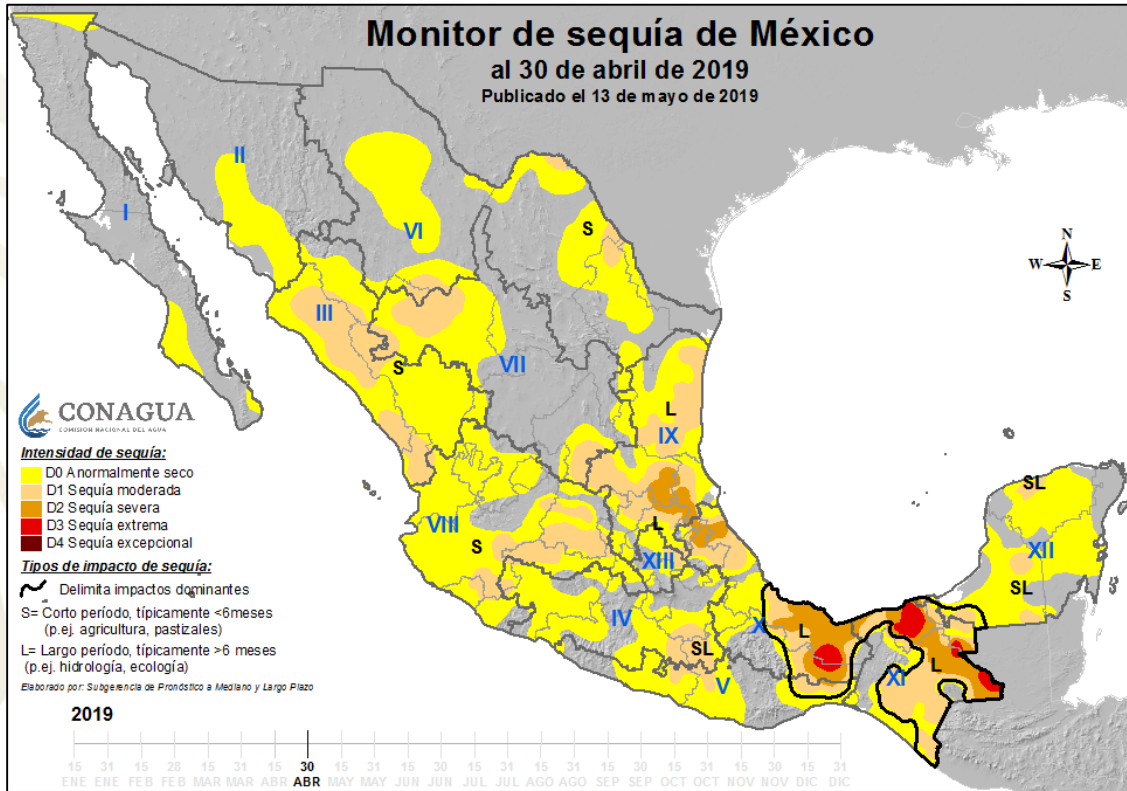 Monitor de sequía de México
al 30 de abril de 2019
Publicado el 13 de mayo de 2019
II
I
VI
S
N
W E
S
III
S
VII
L
IX
CONAGUA
COMISIÓN NACIONAL DEL AGUA
Intensidad de sequía:
D0 Anormalmente seco
D1 Sequía moderada
D2 Sequía severa
D3 Sequía extrema
D4 Sequía excepcional
SL
VIII
S
L
XIII
XII
SL
Tipos de impacto de sequía:
Delimita impactos dominantes
S= Corto período, típicamente <6meses
(p.ej. agricultura, pastizales)
L= Largo período, típicamente >6 meses
(p.ej. hidrología, ecología)
Elaborado por: Subgerencia de Pronóstico a Mediano y Largo Plazo
IV
X
L
SL
V
XI
L
2019
15 31 15 28 15 31 15 30 15 31 15 30 15 31 15 31 15 30 15 31 15 30 15 31
ENE ENE FEB FEB MAR MAR ABR ABR MAY MAY JUN JUN JUL JUL AGO AGO SEP SEP OCT OCT NOV NOV DIC DIC